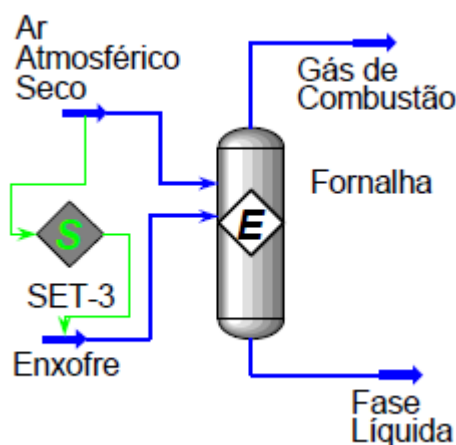 Ar
Atmosférico
Seco
Gás de
Combustão
Fornalha
E
S
SET-3
Enxofre
Fase
Líquida